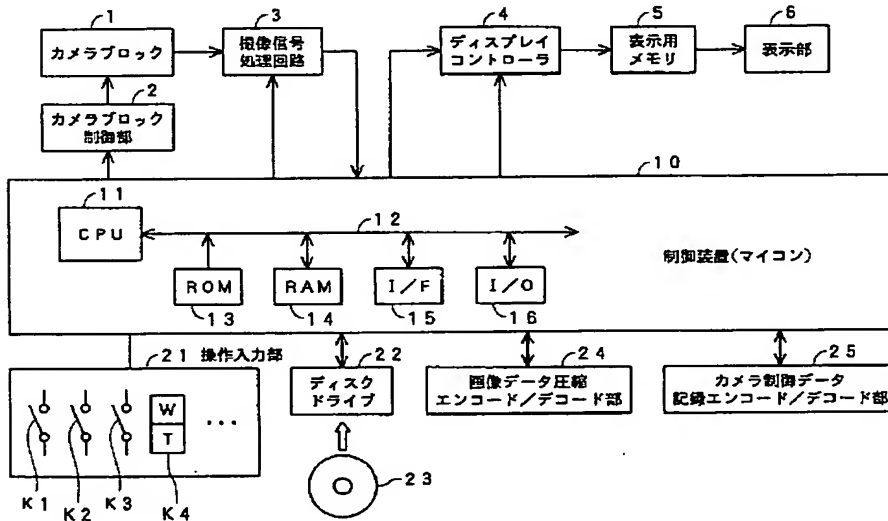 1
カメラブロック
2
カメラブロック
制御部
3
撮像信号
処理回路
4
ディスプレイ
コントローラ
5
表示用
メモリ
6
表示部
10
11
CPU
12
制御装置(マイコン)
ROM
13
RAM
14
I/F
15
I/O
16
21 操作入力部
W
T
...
K1
K2
K3
K4
22
ディスク
ドライブ
23
24
画像データ圧縮
エンコード/デコード部
25
カメラ制御データ
記録エンコード/デコード部